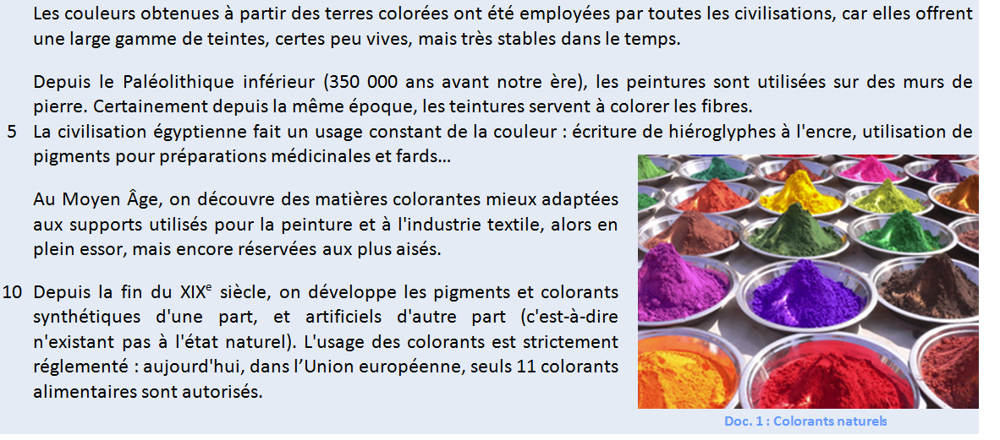 Les couleurs obtenues à partir des terres colorées ont été employées par toutes les civilisations, car elles offrent
une large gamme de teintes, certes peu vives, mais très stables dans le temps.
Depuis le Paléolithique inférieur (350 000 ans avant notre ère), les peintures sont utilisées sur des murs de
pierre. Certainement depuis la même époque, les teintures servent à colorer les fibres.
5 La civilisation égyptienne fait un usage constant de la couleur : écriture de hiéroglyphes à l'encre, utilisation de
pigments pour préparations médicinales et fards...
Au Moyen Âge, on découvre des matières colorantes mieux adaptées
aux supports utilisés pour la peinture et à l'industrie textile, alors en
plein essor, mais encore réservées aux plus aisés.
10 Depuis la fin du XIXe siècle, on développe les pigments et colorants
synthétiques d'une part, et artificiels d'autre part (c'est-à-dire
n'existant pas à l'état naturel). L'usage des colorants est strictement
réglementé : aujourd'hui, dans l’Union européenne, seuls 11 colorants
alimentaires sont autorisés.
Doc. 1 : Colorants naturels